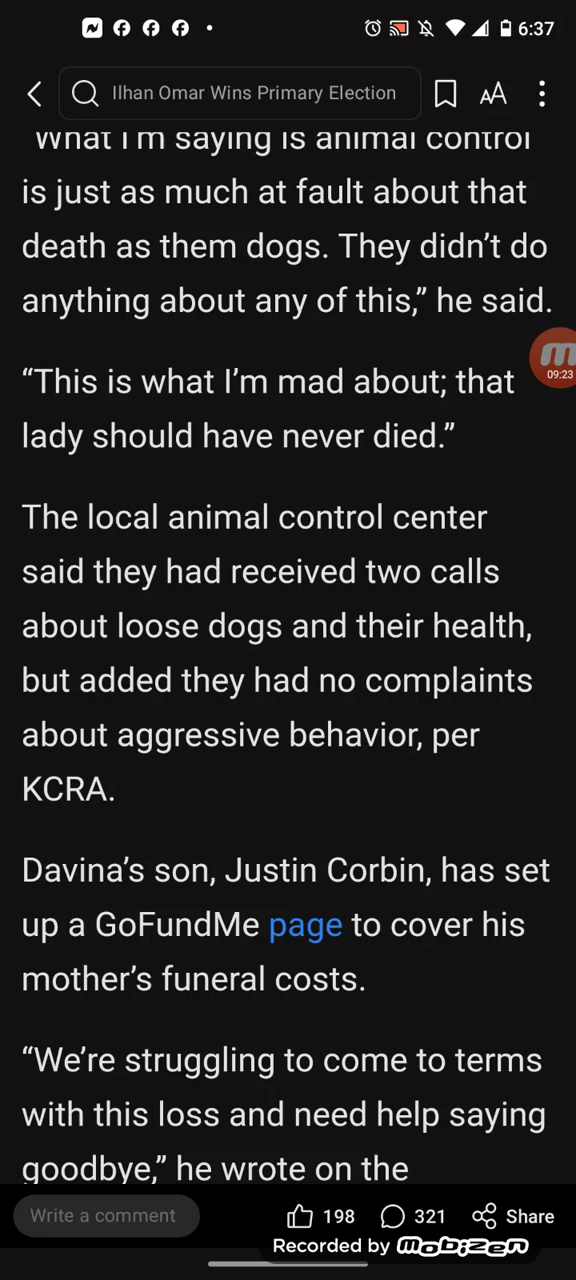 6:37
Ilhan Omar Wins Primary Election
AA
"What I'm saying is animal control
is just as much at fault about that
death as them dogs. They didn't do
anything about any of this,” he said.
09:23
“This is what I'm mad about; that
lady should have never died.”
The local animal control center
said they had received two calls
about loose dogs and their health,
but added they had no complaints
about aggressive behavior, per
KCRA.
Davina's son, Justin Corbin, has set
up a GoFundMe page to cover his
mother's funeral costs.
“We're struggling to come to terms
with this loss and need help saying
goodbye,” he wrote on the
Write a comment
198
321
Share
Recorded by mobizen